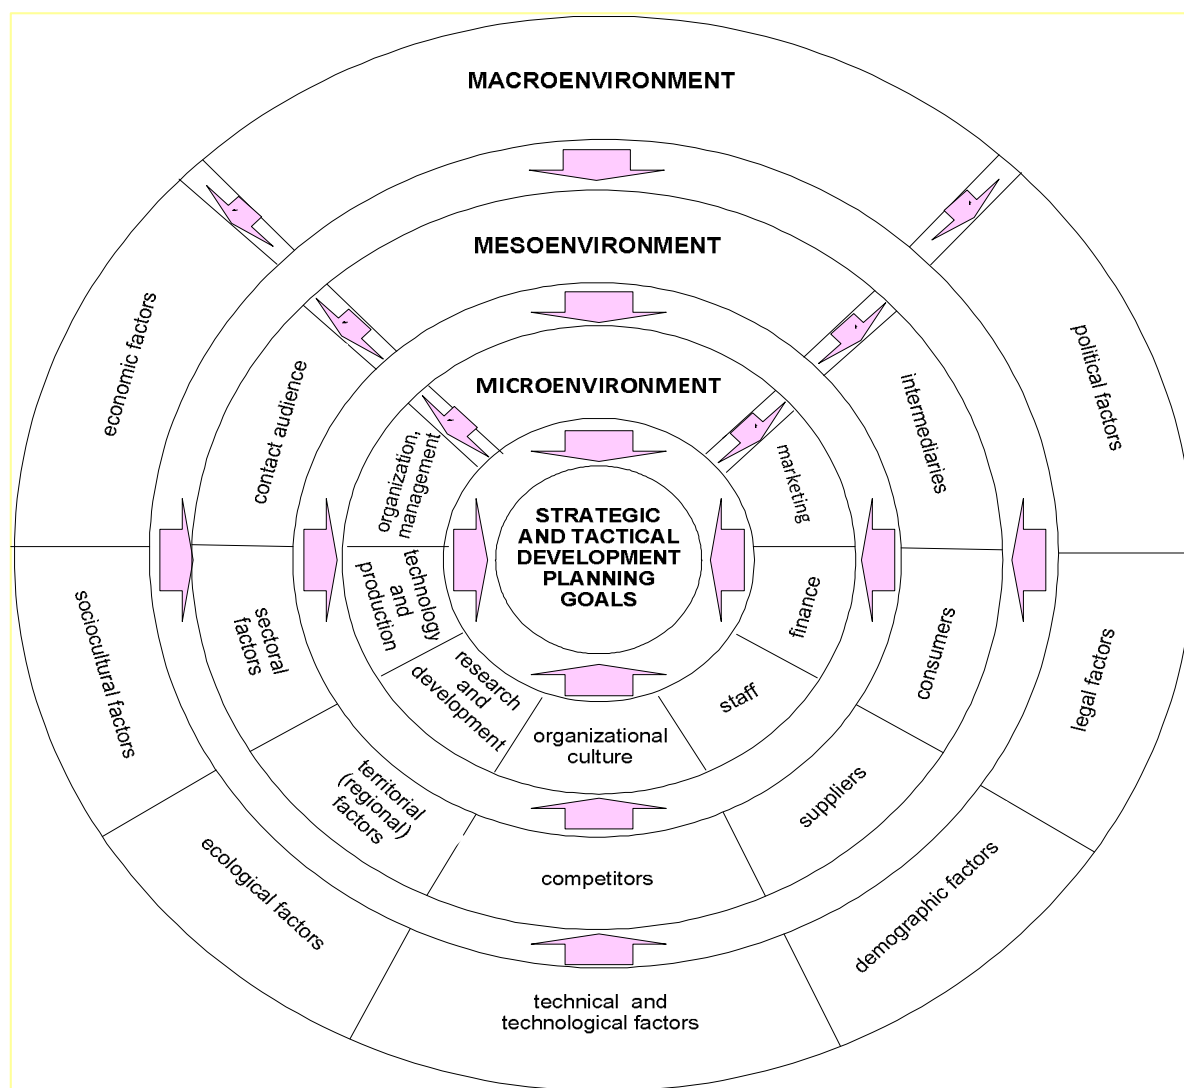 MACROENVIRONMENT
MESOENVIRONMENT
MICROENVIRONMENT
STRATEGIC
AND TACTICAL
DEVELOPMENT
PLANNING
GOALS
economic factors
political factors
sociocultural factors
legal factors
ecological factors
demographic factors
technical and
technological factors
contact audience
intermediaries
sectoral
factors
consumers
territorial
(regional)
factors
suppliers
competitors
organization,
management
marketing
technology
and
production
finance
research
and
development
staff
organizational
culture